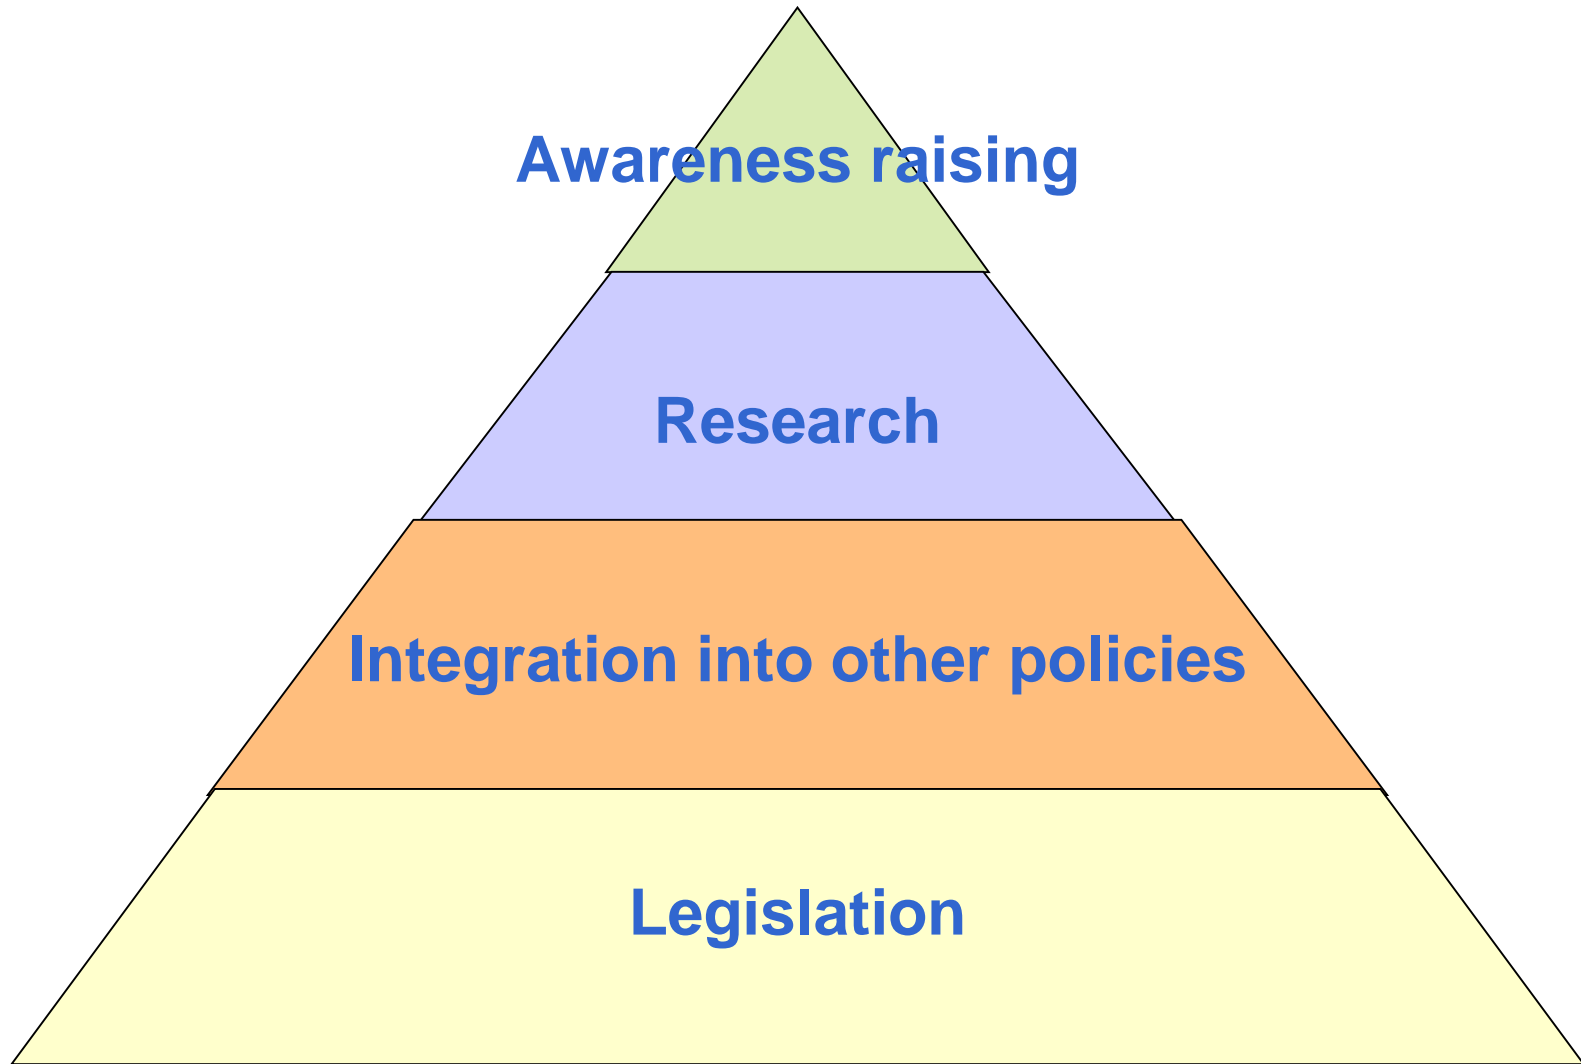 Awareness raising
Research
Integration into other policies
Legislation